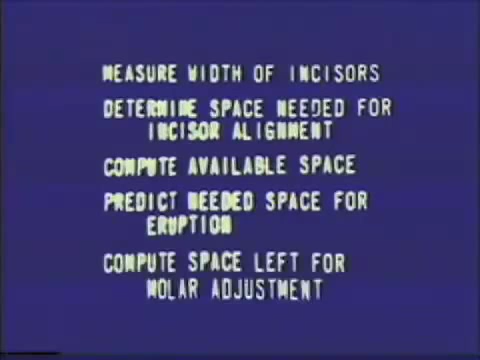 MEASURE WIDTH OF INCISORS
DETERMINE SPACE NEEDED FOR
INCISOR ALIGNMENT
COMPUTE AVAILABLE SPACE
PREDICT NEEDED SPACE FOR
ERUPTION
COMPUTE SPACE LEFT FOR
MOLAR ADJUSTMENT